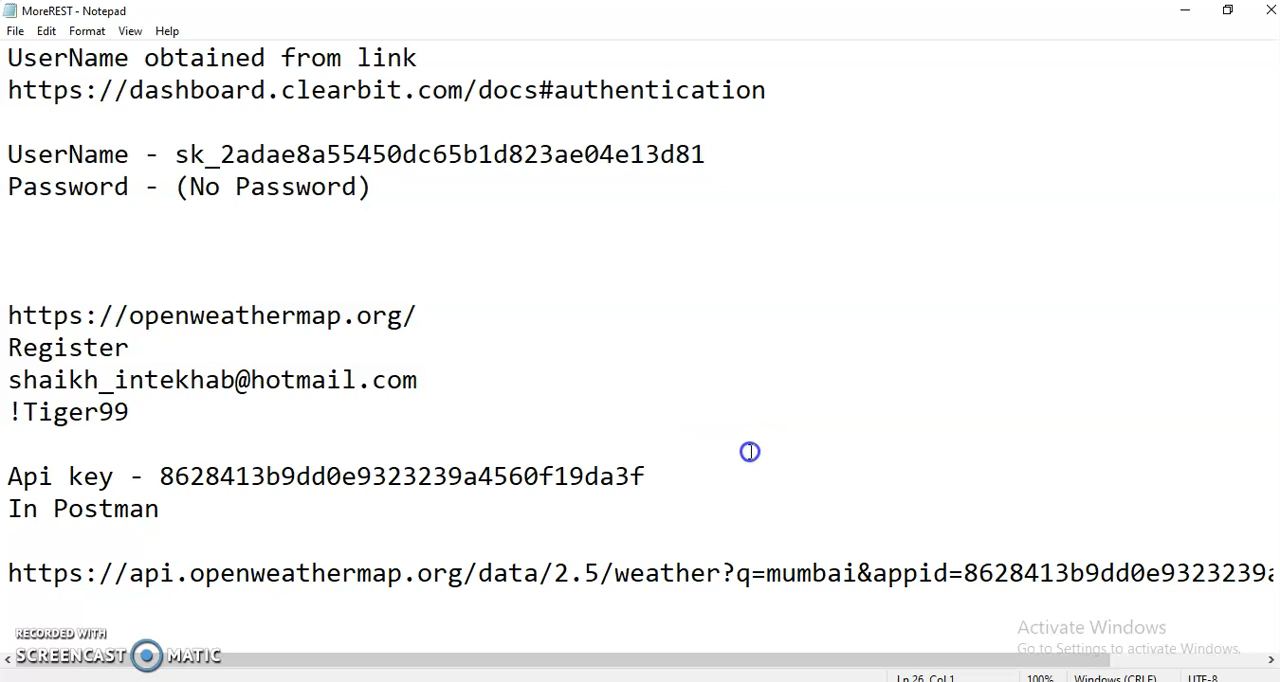 MoreREST - Notepad
File Edit Format View Help
UserName obtained from link
https://dashboard.clearbit.com/docs#authentication
UserName - sk_2adae8a55450dc65b1d823ae04e13d81
Password - (No Password)
https://openweathermap.org/
Register
shaikh_intekhab@hotmail.com
!Tiger99
Api key - 8628413b9dd0e9323239a4560f19da3f
In Postman
https://api.openweathermap.org/data/2.5/weather?q=mumbai&appid=8628413b9dd0e9323239a
Activate Windows
Go to Settings to activate Windows.
RECORDED WITH
SCREENCAST MATIC
Ln 26, Col 1 100% Windows (CRLF) UTF-8